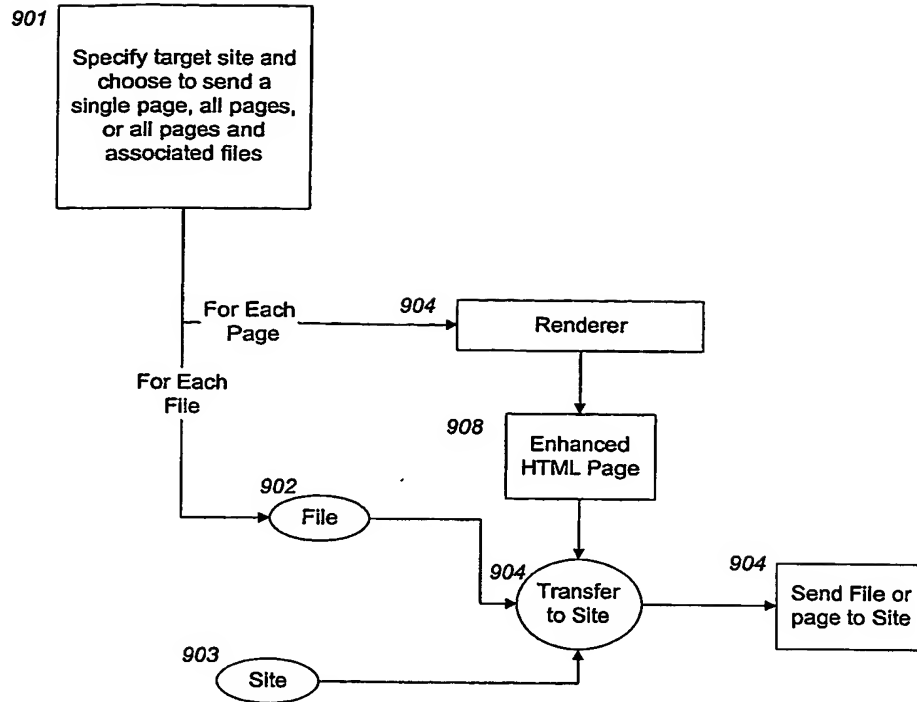 901
Specify target site and
choose to send a
single page, all pages,
or all pages and
associated files
For Each
Page
904
Renderer
For Each
File
908
Enhanced
HTML Page
902
File
904
Transfer
to Site
904
Send File or
page to Site
903
Site